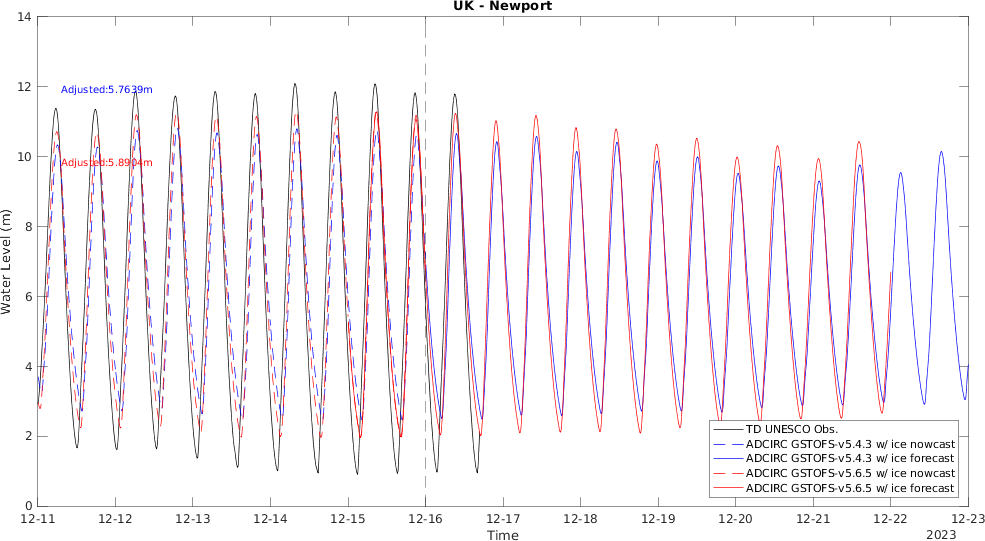 UK - Newport
Water Level (m)
14
12
10
8
6
4
2
0
Adjusted:5.7639m
Adjusted:5.8904m
TD UNESCO Obs.
ADCIRC GSTOFS-v5.4.3 w/ ice nowcast
ADCIRC GSTOFS-v5.4.3 w/ ice forecast
ADCIRC GSTOFS-v5.6.5 w/ ice nowcast
ADCIRC GSTOFS-v5.6.5 w/ ice forecast
12-11 12-12 12-13 12-14 12-15 12-16 12-17 12-18 12-19 12-20 12-21 12-22 12-23
Time
2023